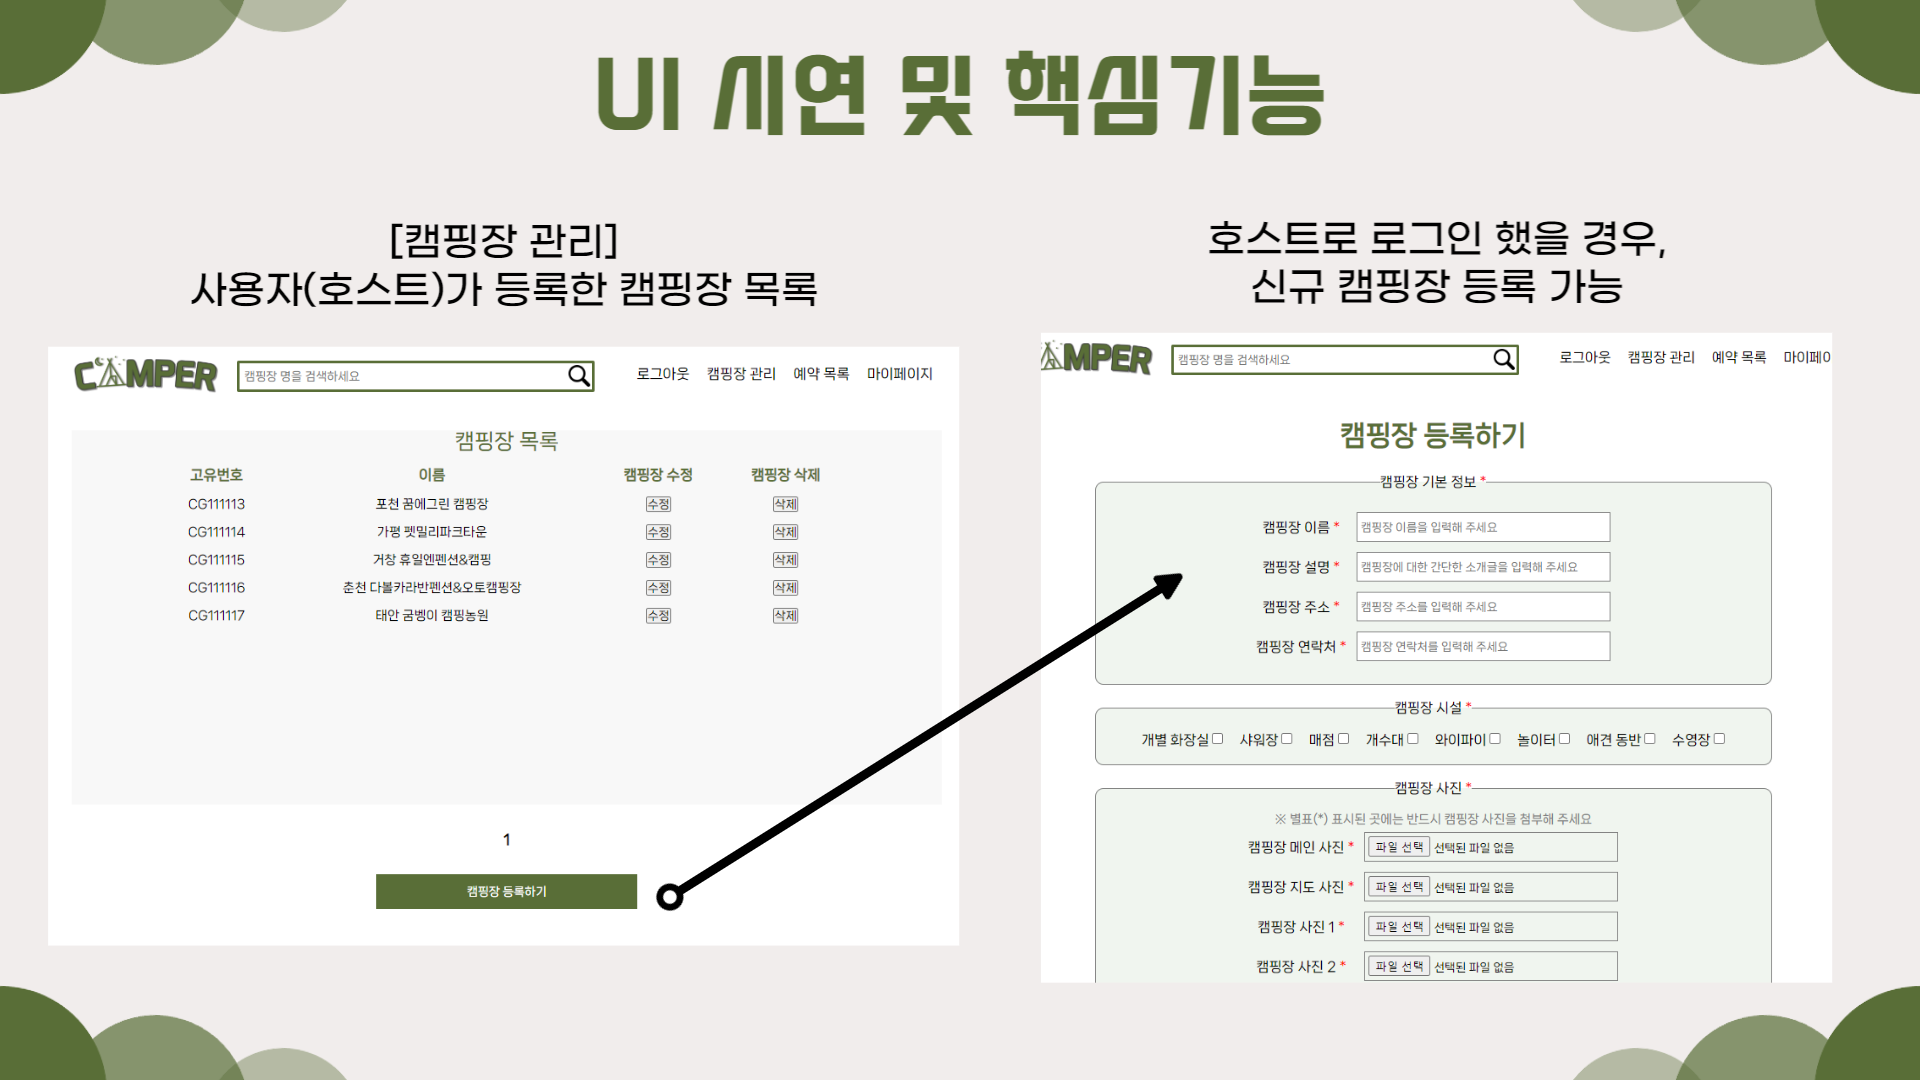 UI 시연 및 핵심기능
[캠핑장 관리]
사용자(호스트)가 등록한 캠핑장 목록
CAMPER
캠핑장 명을 검색하세요
로그아웃 캠핑장 관리 예약 목록 마이페이지
캠핑장 목록
고유번호 이름 캠핑장 수정 캠핑장 삭제
CG111113 포천 꿈에그린 캠핑장 수정 삭제
CG111114 가평 펫밀리파크타운 수정 삭제
CG111115 거창 휴일엔펜션&캠핑 수정 삭제
CG111116 춘천 다볼카라반펜션&오토캠핑장 수정 삭제
CG111117 태안 굼벵이 캠핑농원 수정 삭제
1
캠핑장 등록하기
호스트로 로그인 했을 경우,
신규 캠핑장 등록 가능
AMPER
캠핑장 명을 검색하세요
로그아웃 캠핑장 관리 예약 목록 마이페이
캠핑장 등록하기
캠핑장 기본 정보 *
캠핑장 이름 * 캠핑장 이름을 입력해 주세요
캠핑장 설명 * 캠핑장에 대한 간단한 소개글을 입력해 주세요
캠핑장 주소 * 캠핑장 주소를 입력해 주세요
캠핑장 연락처 * 캠핑장 연락처를 입력해 주세요
캠핑장 시설 *
개별 화장실 샤워장 매점 개수대 와이파이 놀이터 애견 동반 수영장
캠핑장 사진 *
※ 별표(*) 표시된 곳에는 반드시 캠핑장 사진을 첨부해 주세요
캠핑장 메인 사진 * 파일 선택 선택된 파일 없음
캠핑장 지도 사진 * 파일 선택 선택된 파일 없음
캠핑장 사진 1 * 파일 선택 선택된 파일 없음
캠핑장 사진 2 * 파일 선택 선택된 파일 없음